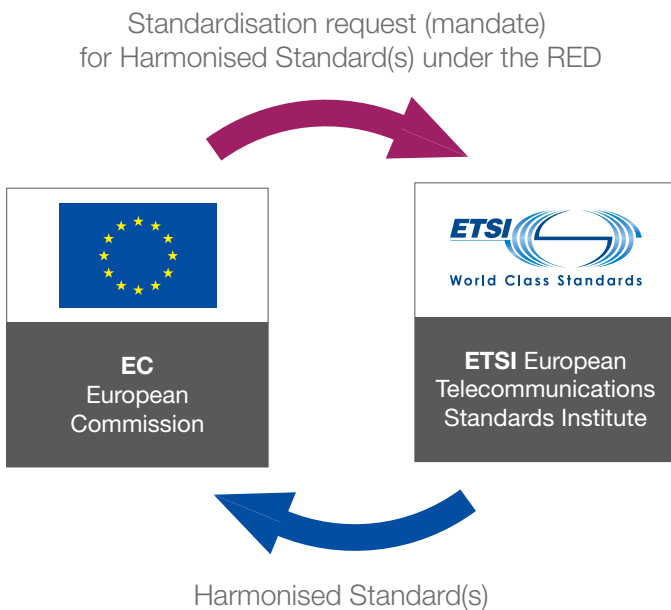 Standardisation request (mandate)
for Harmonised Standard(s) under the RED
ETSI
World Class Standards
EC
European
Commission
ETSI European
Telecommunications
Standards Institute
Harmonised Standard(s)